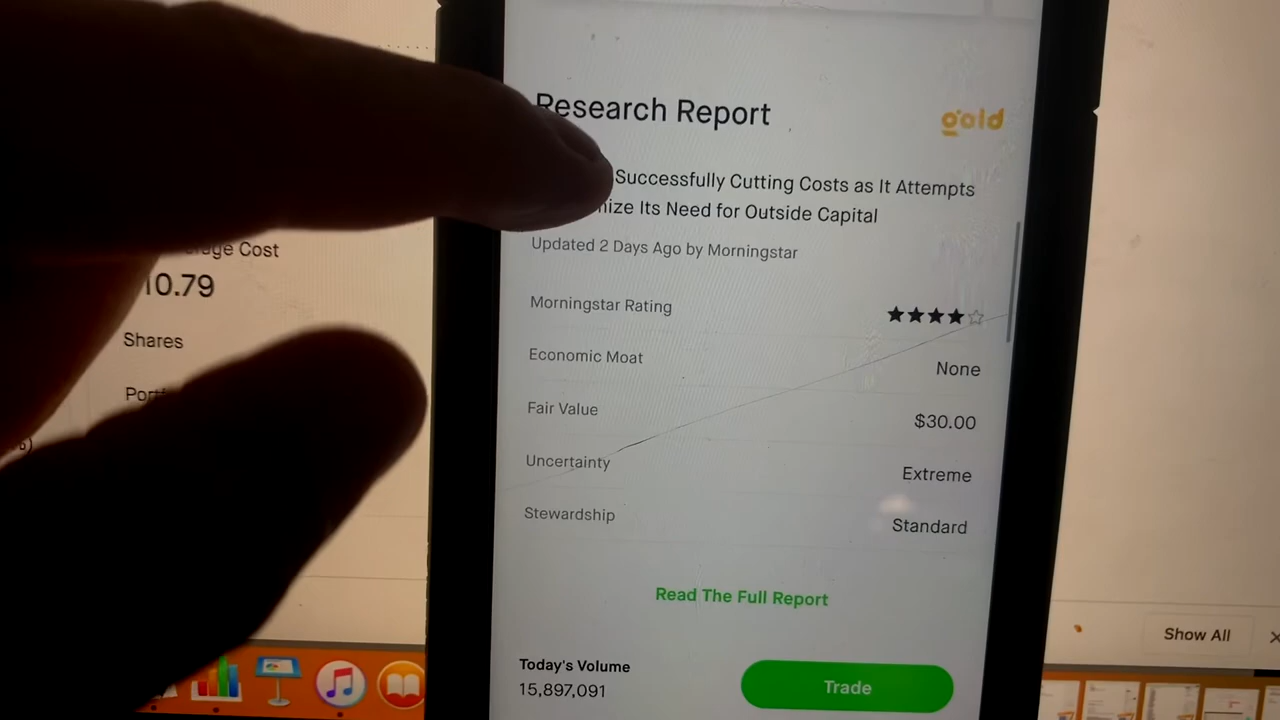 Research Report
gold
Successfully Cutting Costs as It Attempts
Its Need for Outside Capital
Updated 2 Days Ago by Morningstar
Morningstar Rating
Economic Moat
None
Fair Value
$30.00
Uncertainty
Extreme
Stewardship
Standard
Read The Full Report
Today's Volume
15,897,091
Trade
Cost
10.79
Shares
Show All